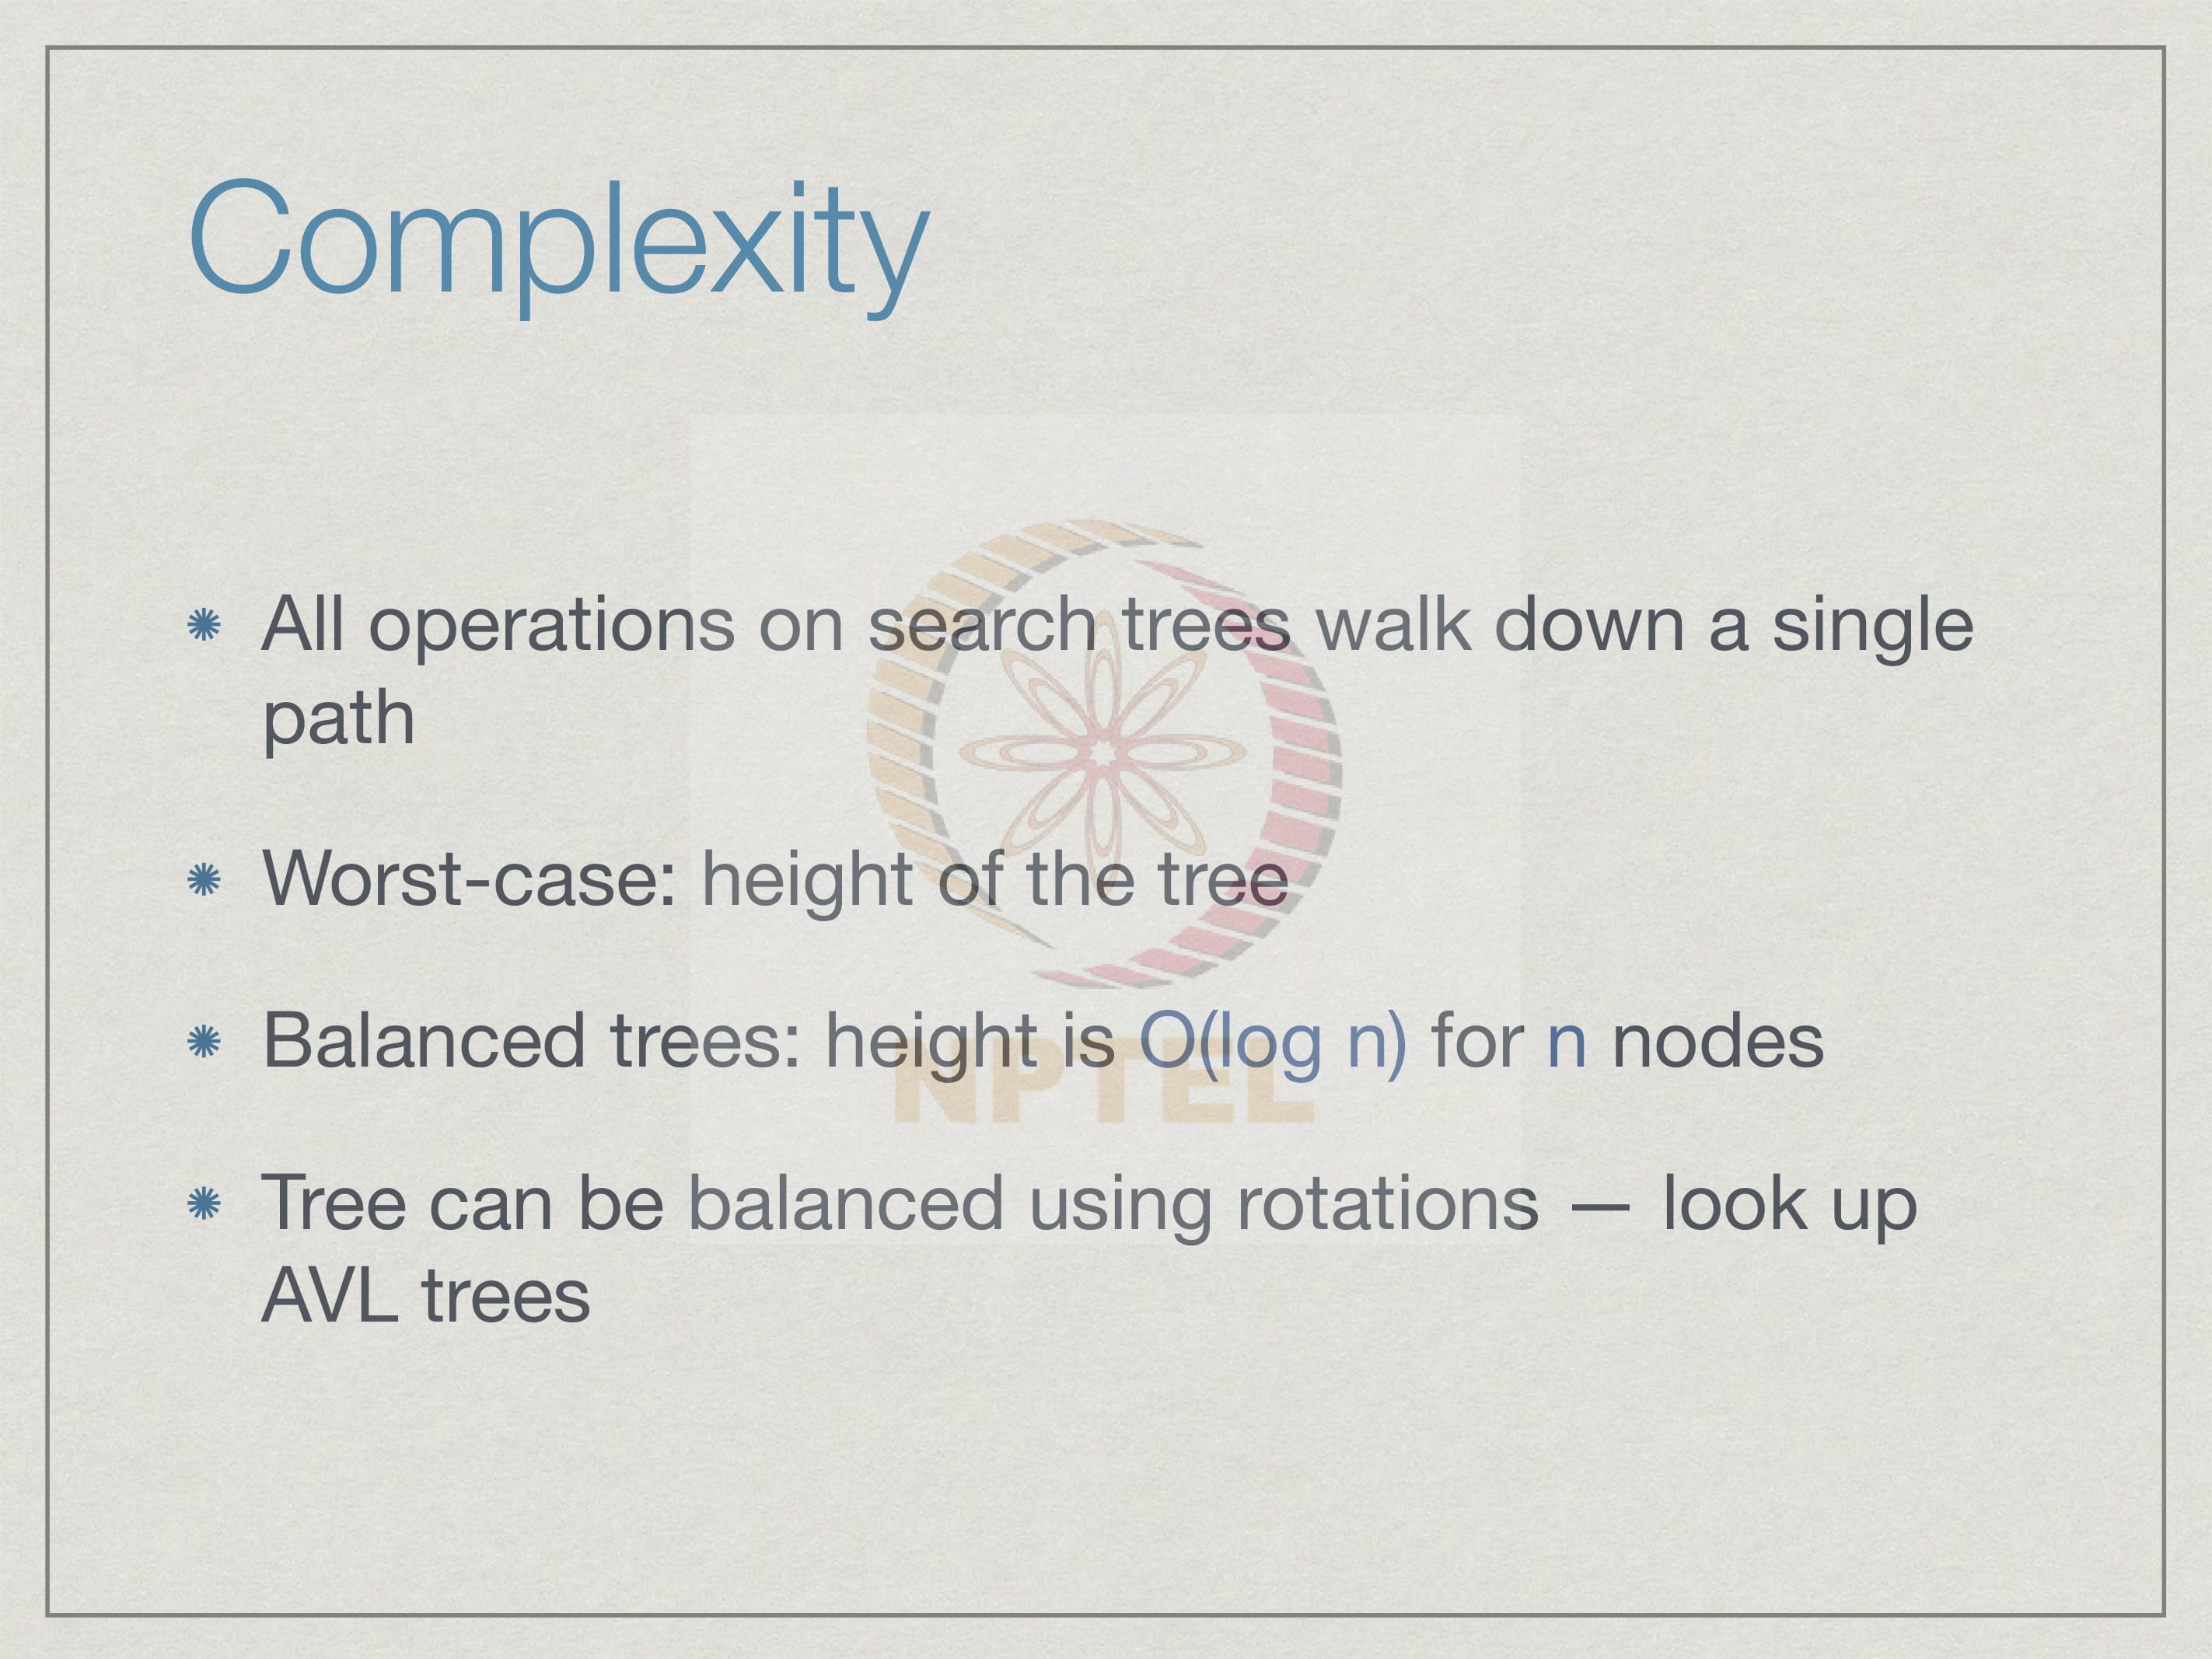 Complexity
All operations on search trees walk down a single
path
Worst-case: height of the tree
Balanced trees: height is O(log n) for n nodes
NPTEL
Tree can be balanced using rotations — look up
AVL trees